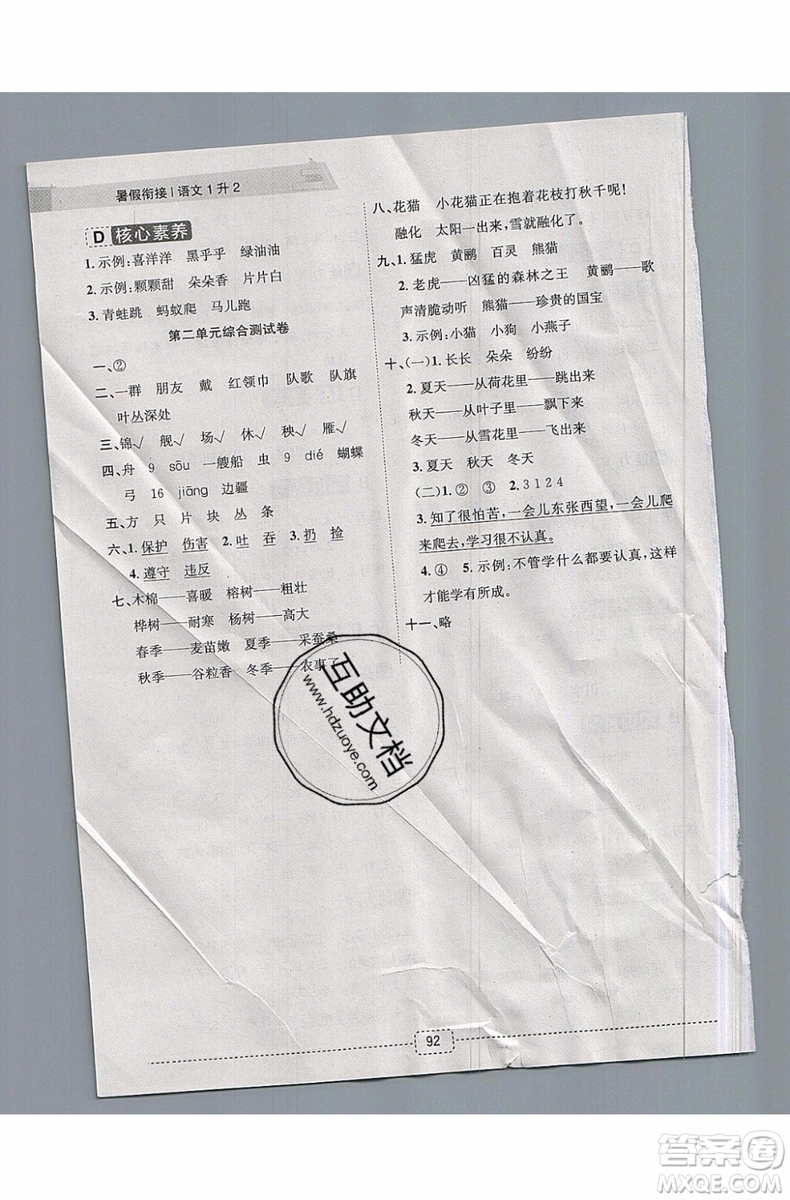 暑假衔接 | 语文1升2
D 核心素养
1. 示例:喜洋洋 黑乎乎 绿油油
2. 示例:颗颗甜 朵朵香 片片白
3. 青蛙跳 蚂蚁爬 马儿跑
第二单元综合测试卷
一、②
二、一群 朋友 戴 红领巾 队歌 队旗
叶丛深处
三、锦√ 舰√ 场√ 休√ 秧√ 雁√
四、舟 9 sōu 一艘船 虫 9 dié 蝴蝶
弓 16 jiāng 边疆
五、方 只 片 块 丛 条
六、1. 保护 伤害 2. 吐 吞 3. 扔 捡
4. 遵守 违反
七、木棉——喜暖 榕树——粗壮
桦树——耐寒 杨树——高大
春季——麦苗嫩 夏季——采蚕桑
秋季——谷粒香 冬季——农事了
八、花猫 小花猫正在抱着花枝打秋千呢!
融化 太阳一出来,雪就融化了。
九、1. 猛虎 黄鹂 百灵 熊猫
2. 老虎——凶猛的森林之王 黄鹂——歌
声清脆动听 熊猫——珍贵的国宝
3. 示例:小猫 小狗 小燕子
十、(一)1. 长长 朵朵 纷纷
2. 夏天——从荷花里——跳出来
秋天——从叶子里——飘下来
冬天——从雪花里——飞出来
3. 夏天 秋天 冬天
(二)1. ② ③ 2. 3 1 2 4
3. 知了很怕苦,一会儿东张西望,一会儿爬
来爬去,学习很不认真。
4. ④ 5. 示例:不管学什么都要认真,这样
才能学有所成。
十一、略
互助文档
www.hdzuoye.com
92
答案圈
MXQE.COM